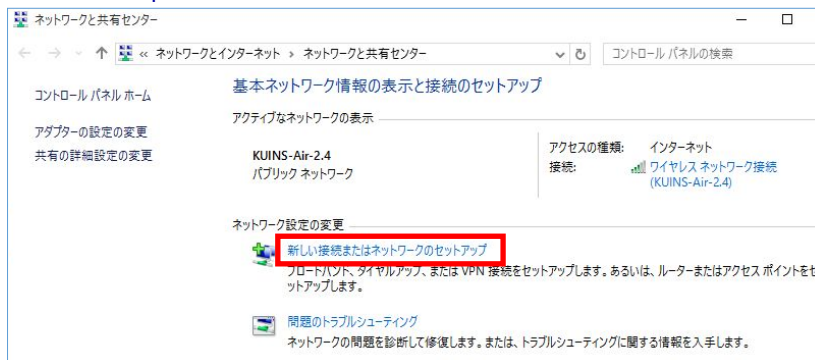 ネットワークと共有センター
« ネットワークとインターネット › ネットワークと共有センター
コントロール パネルの検索
コントロール パネル ホーム
アダプターの設定の変更
共有の詳細設定の変更
基本ネットワーク情報の表示と接続のセットアップ
アクティブなネットワークの表示
KUINS-Air-2.4
パブリック ネットワーク
アクセスの種類: インターネット
接続: ワイヤレス ネットワーク接続
(KUINS-Air-2.4)
ネットワーク設定の変更
新しい接続またはネットワークのセットアップ
ブロードバンド、ダイヤルアップ、または VPN 接続をセットアップします。あるいは、ルーターまたはアクセス ポイントをセ
ットアップします。
問題のトラブルシューティング
ネットワークの問題を診断して修復します。または、トラブルシューティングに関する情報を入手します。